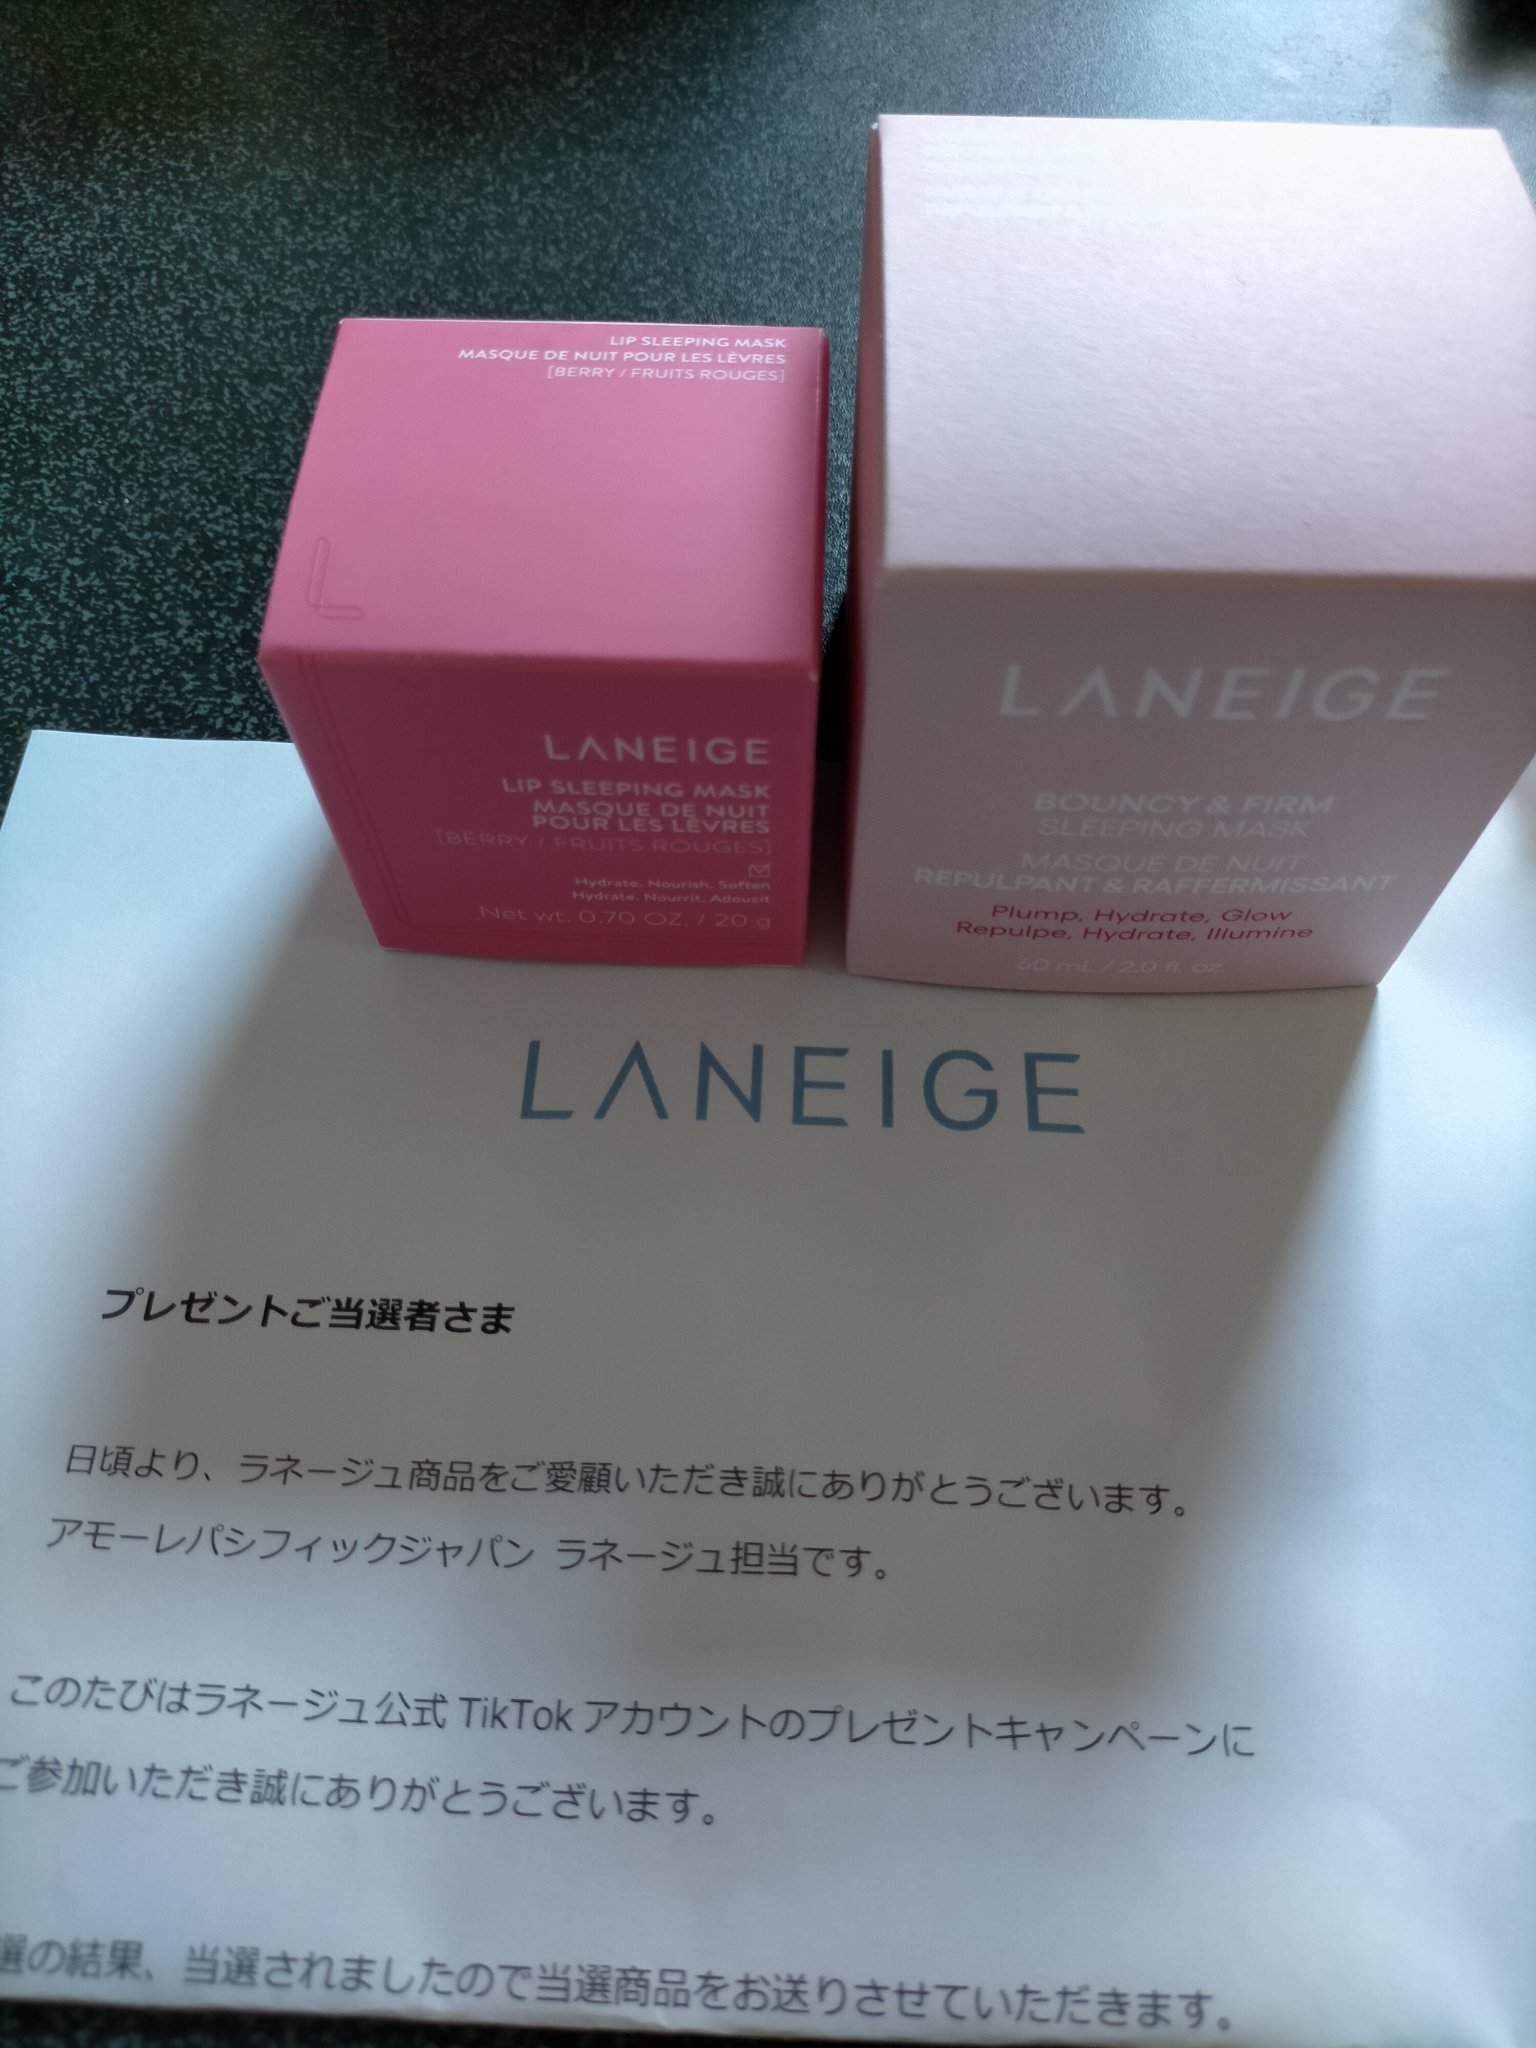 LIP SLEEPING MASK
MASQUE DE NUIT POUR LES LÈVRES
[BERRY / FRUITS ROUGES]
LANEIGE
LIP SLEEPING MASK
MASQUE DE NUIT
POUR LES LÈVRES
[BERRY / FRUITS ROUGES]
Hydrate. Nourish. Soften
Hydrate. Nourrit. Adoucit
Net wt. 0.70 OZ. / 20 g
LANEIGE
BOUNCY & FIRM
SLEEPING MASK
MASQUE DE NUIT
REPULPANT & RAFFERMISSANT
Plump, Hydrate, Glow
Repulpe, Hydrate, Illumine
60 mL / 2.0 fl. oz.
LANEIGE
プレゼントご当選者さま
日頃より、ラネージュ商品をご愛顧いただき誠にありがとうございます。
アモーレパシフィックジャパン ラネージュ担当です。
このたびはラネージュ公式 TikTok アカウントのプレゼントキャンペーンに
ご参加いただき誠にありがとうございます。
選の結果、当選されましたので当選商品をお送りさせていただきます。